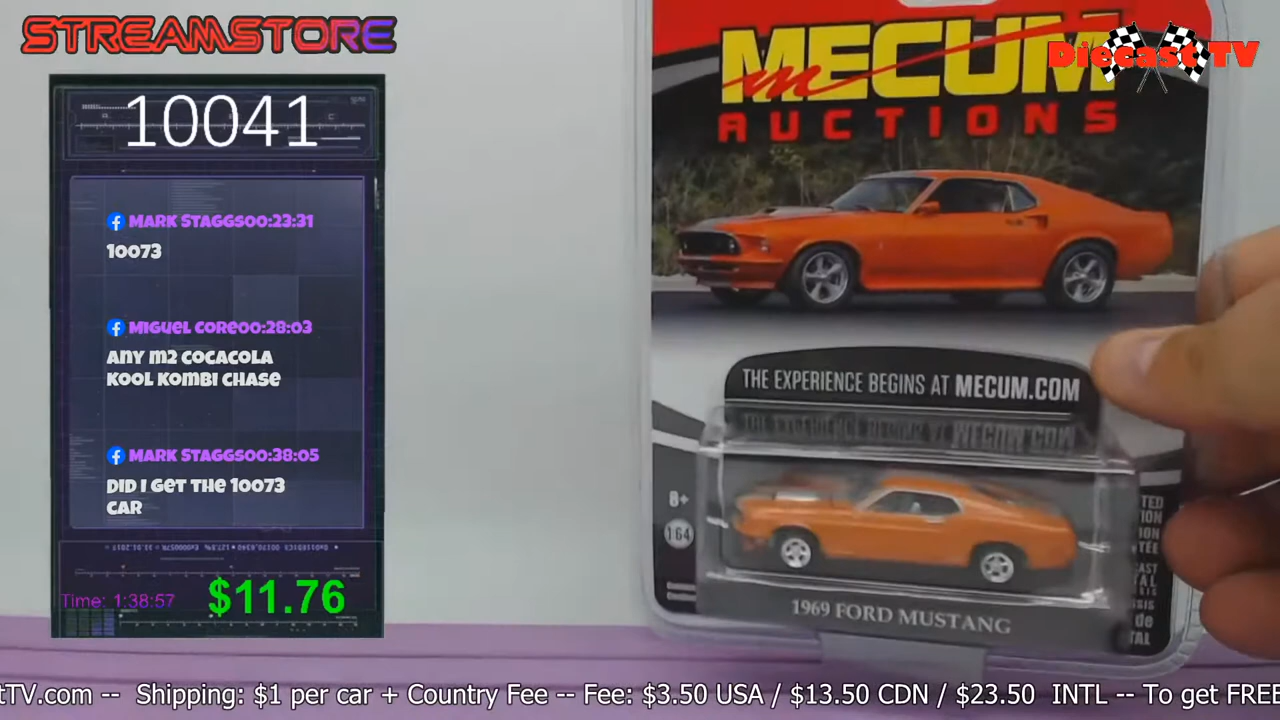 STREAMSTORE
10041
MARK STAGGS00:23:31
10073
MIGUEL CORE00:28:03
ANY M2 COCACOLA
KOOL KOMBI CHASE
MARK STAGGS00:38:05
DID I GET THE 10073
CAR
Time: 1:38:57
$11.76
MECUM
AUCTIONS
Diecast TV
THE EXPERIENCE BEGINS AT MECUM.COM
8+
1:64
1969 FORD MUSTANG
tTV.com -- Shipping: $1 per car + Country Fee -- Fee: $3.50 USA / $13.50 CDN / $23.50 INTL -- To get FREE